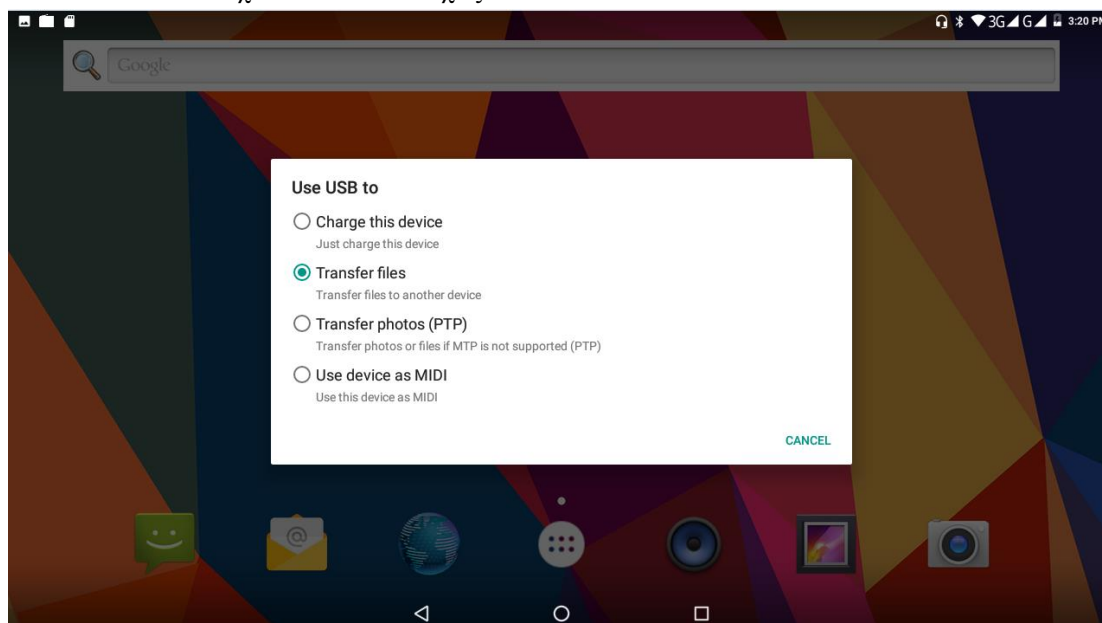 3G G 3:20 PM
Google
Use USB to
Charge this device
Just charge this device
Transfer files
Transfer files to another device
Transfer photos (PTP)
Transfer photos or files if MTP is not supported (PTP)
Use device as MIDI
Use this device as MIDI
CANCEL
@